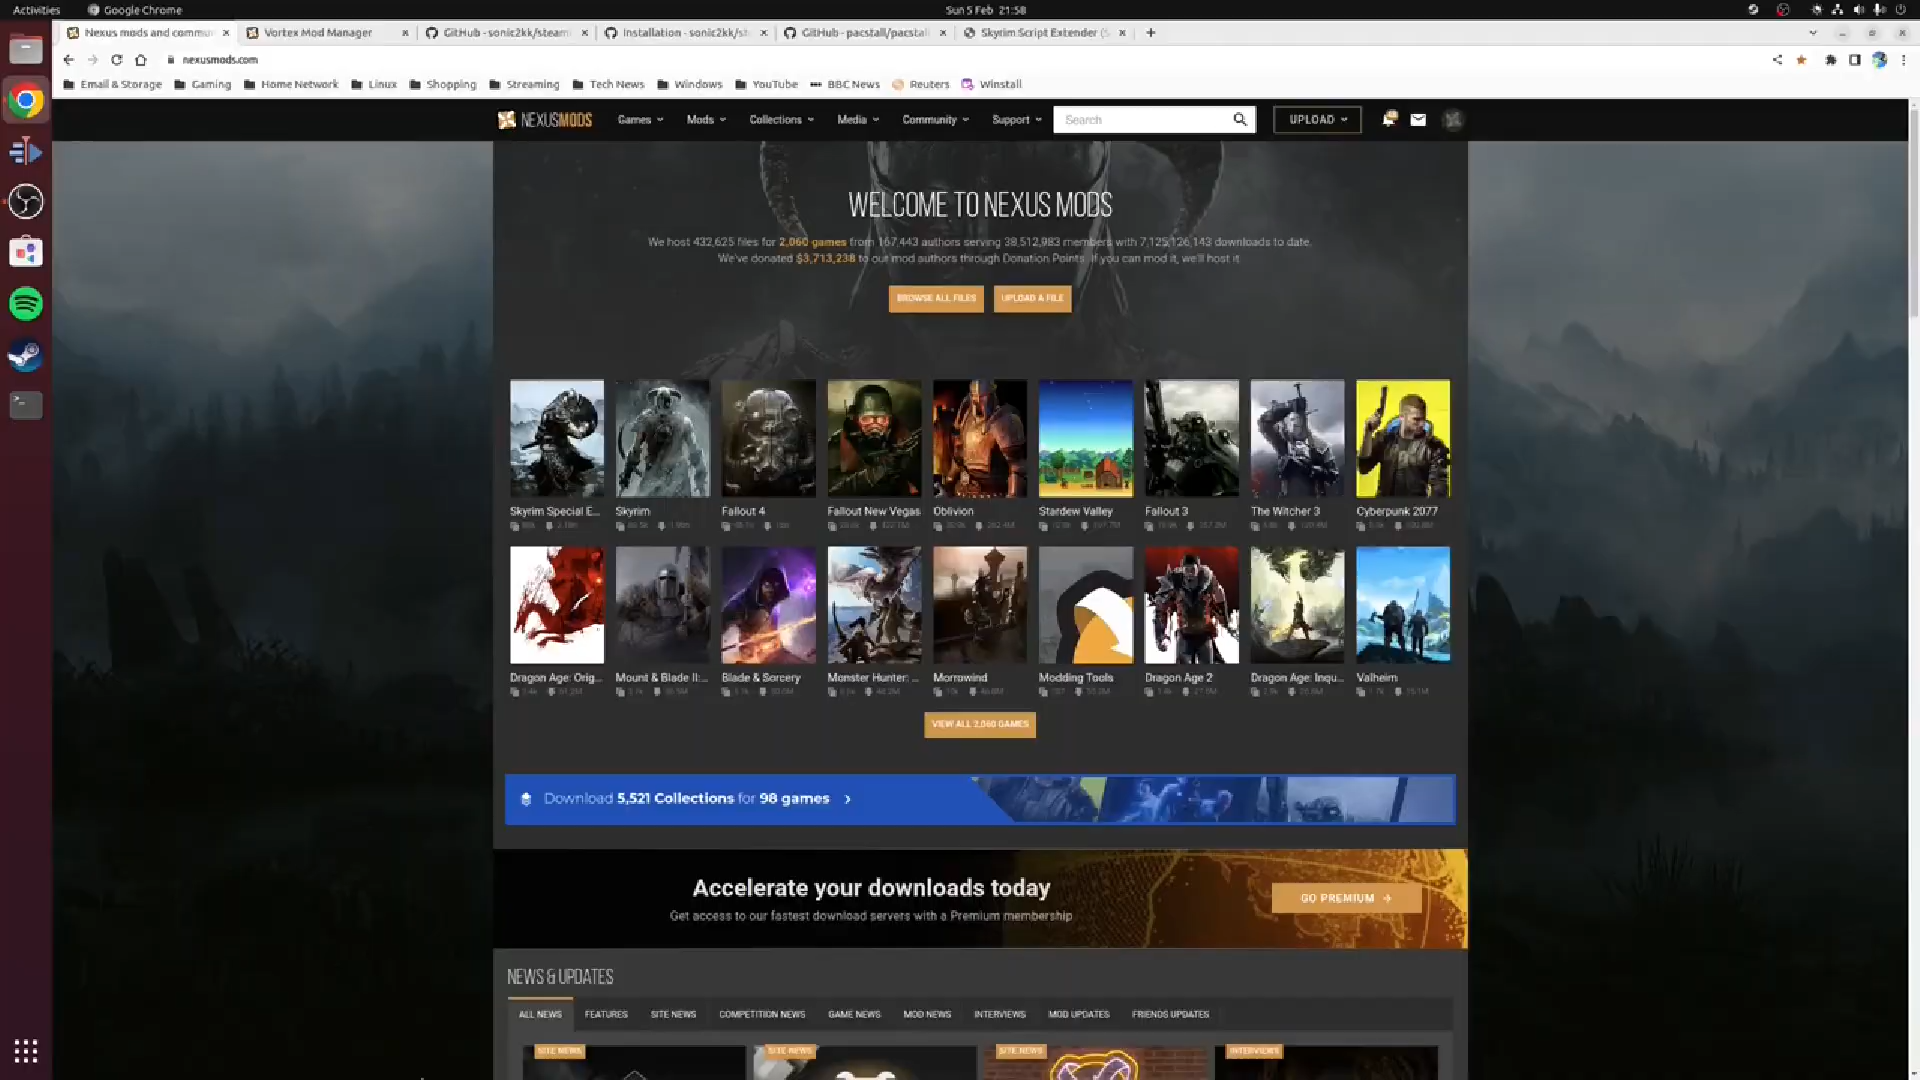 Activities Google Chrome Sun 5 Feb 21:58
Nexus mods and commu Vortex Mod Manager GitHub - sonic2kk/steam Installation - sonic2kk/st GitHub - pacstall/pacstall Skyrim Script Extender (S
nexusmods.com
Email & Storage Gaming Home Network Linux Shopping Streaming Tech News Windows YouTube BBC News Reuters Winstall
NEXUSMODS Games Mods Collections Media Community Support Search UPLOAD
WELCOME TO NEXUS MODS
We host 432,625 files for 2,060 games from 167,443 authors serving 38,512,983 members with 7,125,126,143 downloads to date.
We've donated $3,713,238 to our mod authors through Donation Points. If you can mod it, we'll host it
BROWSE ALL FILES UPLOAD A FILE
Skyrim Special E... Skyrim Fallout 4 Fallout New Vegas Oblivion Stardew Valley Fallout 3 The Witcher 3 Cyberpunk 2077
Dragon Age: Orig... Mount & Blade II:... Blade & Sorcery Monster Hunter: ... Morrowind Modding Tools Dragon Age 2 Dragon Age: Inqu... Valheim
VIEW ALL 2,060 GAMES
Download 5,521 Collections for 98 games
Accelerate your downloads today
Get access to our fastest download servers with a Premium membership
GO PREMIUM
NEWS & UPDATES
ALL NEWS FEATURES SITE NEWS COMPETITION NEWS GAME NEWS MOD NEWS INTERVIEWS MOD UPDATES FRIENDS UPDATES
SITE NEWS SITE NEWS SITE NEWS INTERVIEWS